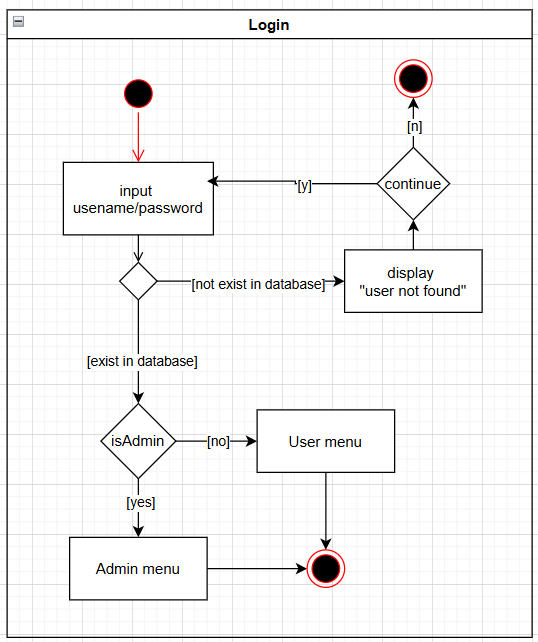 Login
[n]
input
usename/password
[y]
continue
[not exist in database]
display
"user not found"
[exist in database]
isAdmin
[no]
User menu
[yes]
Admin menu